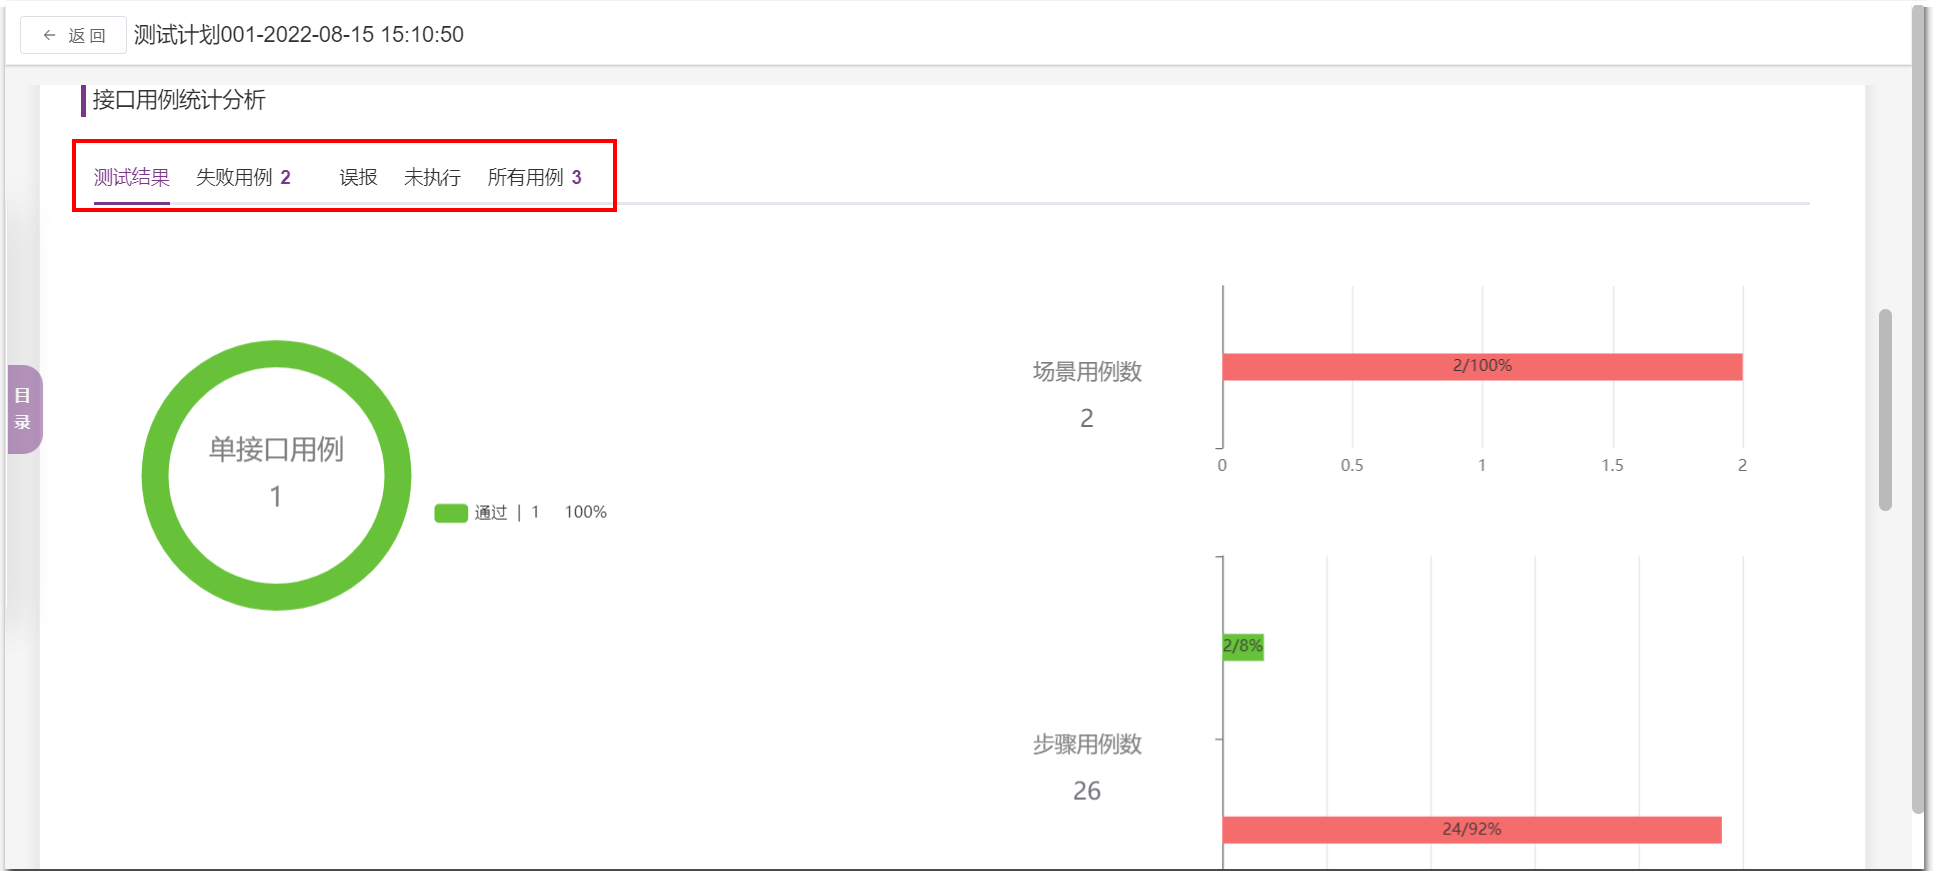 ← 返 回 测试计划001-2022-08-15 15:10:50
接口用例统计分析
测试结果 失败用例 2 误报 未执行 所有用例 3
目录
单接口用例
1
通过 | 1 100%
场景用例数
2
2/100%
0 0.5 1 1.5 2
2/8%
步骤用例数
26
24/92%